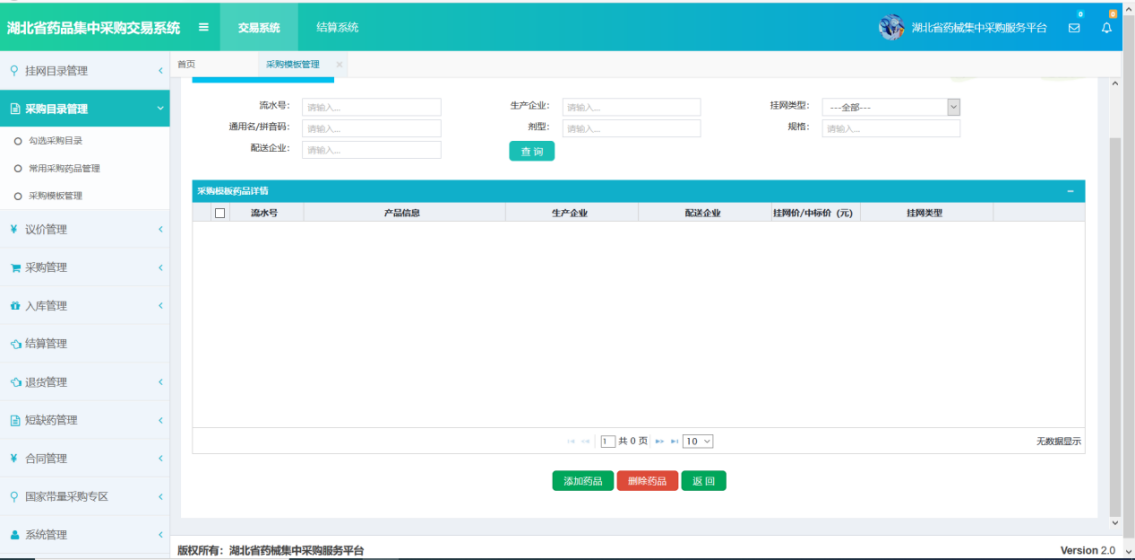 湖北省药品集中采购交易系统
交易系统
结算系统
湖北省药械集中采购服务平台
0
0
挂网目录管理
采购目录管理
勾选采购目录
常用采购药品管理
采购模板管理
议价管理
采购管理
入库管理
结算管理
退货管理
短缺药管理
合同管理
国家带量采购专区
系统管理
首页
采购模板管理
流水号： 请输入... 生产企业： 请输入... 挂网类型： ---全部---
通用名/拼音码： 请输入... 剂型： 请输入... 规格： 请输入...
配送企业： 请输入... 查 询
采购模板药品详情
流水号 产品信息 生产企业 配送企业 挂网价/中标价（元） 挂网类型
1 共 0 页 10 无数据显示
添加药品 删除药品 返 回
版权所有：湖北省药械集中采购服务平台 Version 2.0